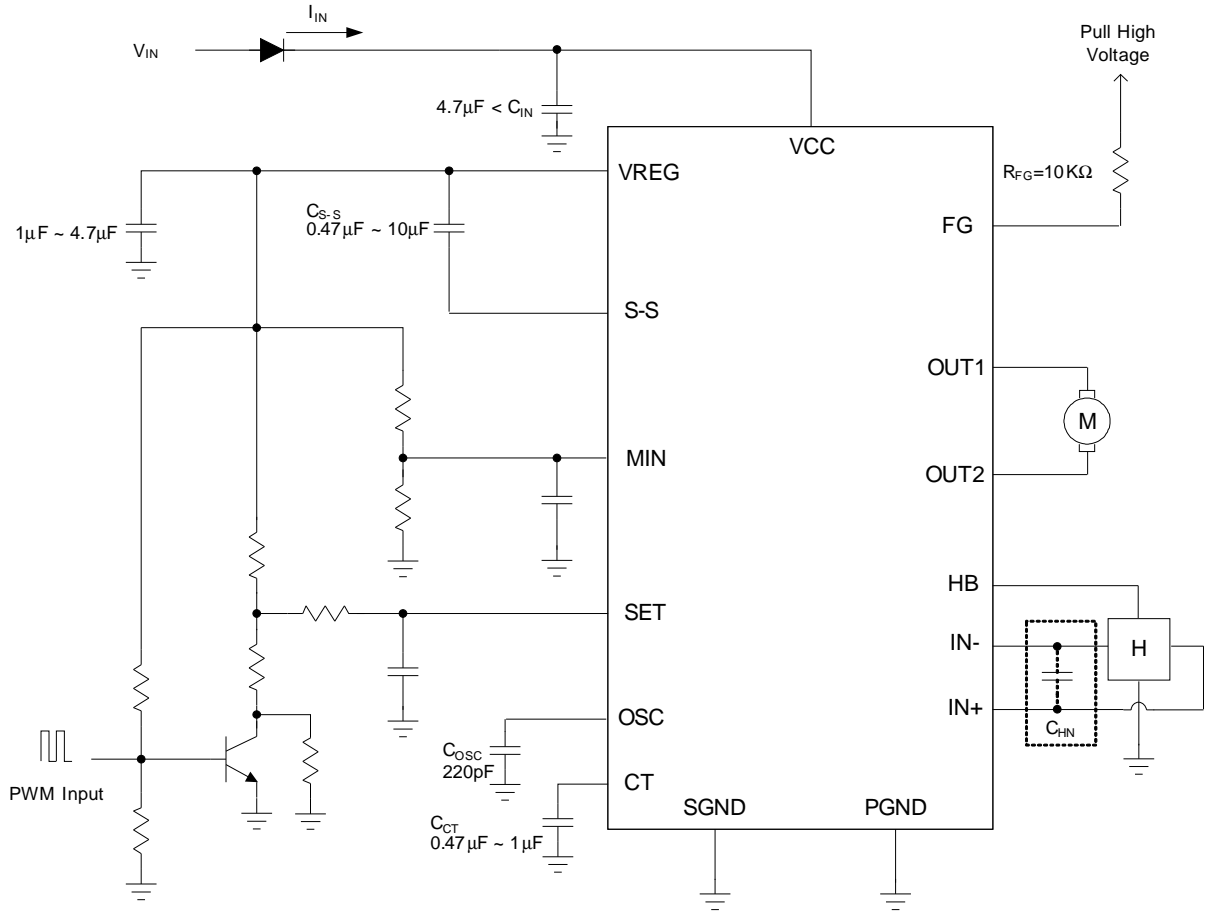 I_IN
V_IN
Pull High
Voltage
4.7μF < C_IN
VCC
VREG
R_FG=10KΩ
C_S-S
0.47μF ~ 10μF
1μF ~ 4.7μF
FG
S-S
OUT1
M
MIN
OUT2
HB
SET
IN-
H
IN+
OSC
C_HN
C_OSC
220pF
PWM Input
CT
SGND
PGND
C_CT
0.47μF ~ 1μF